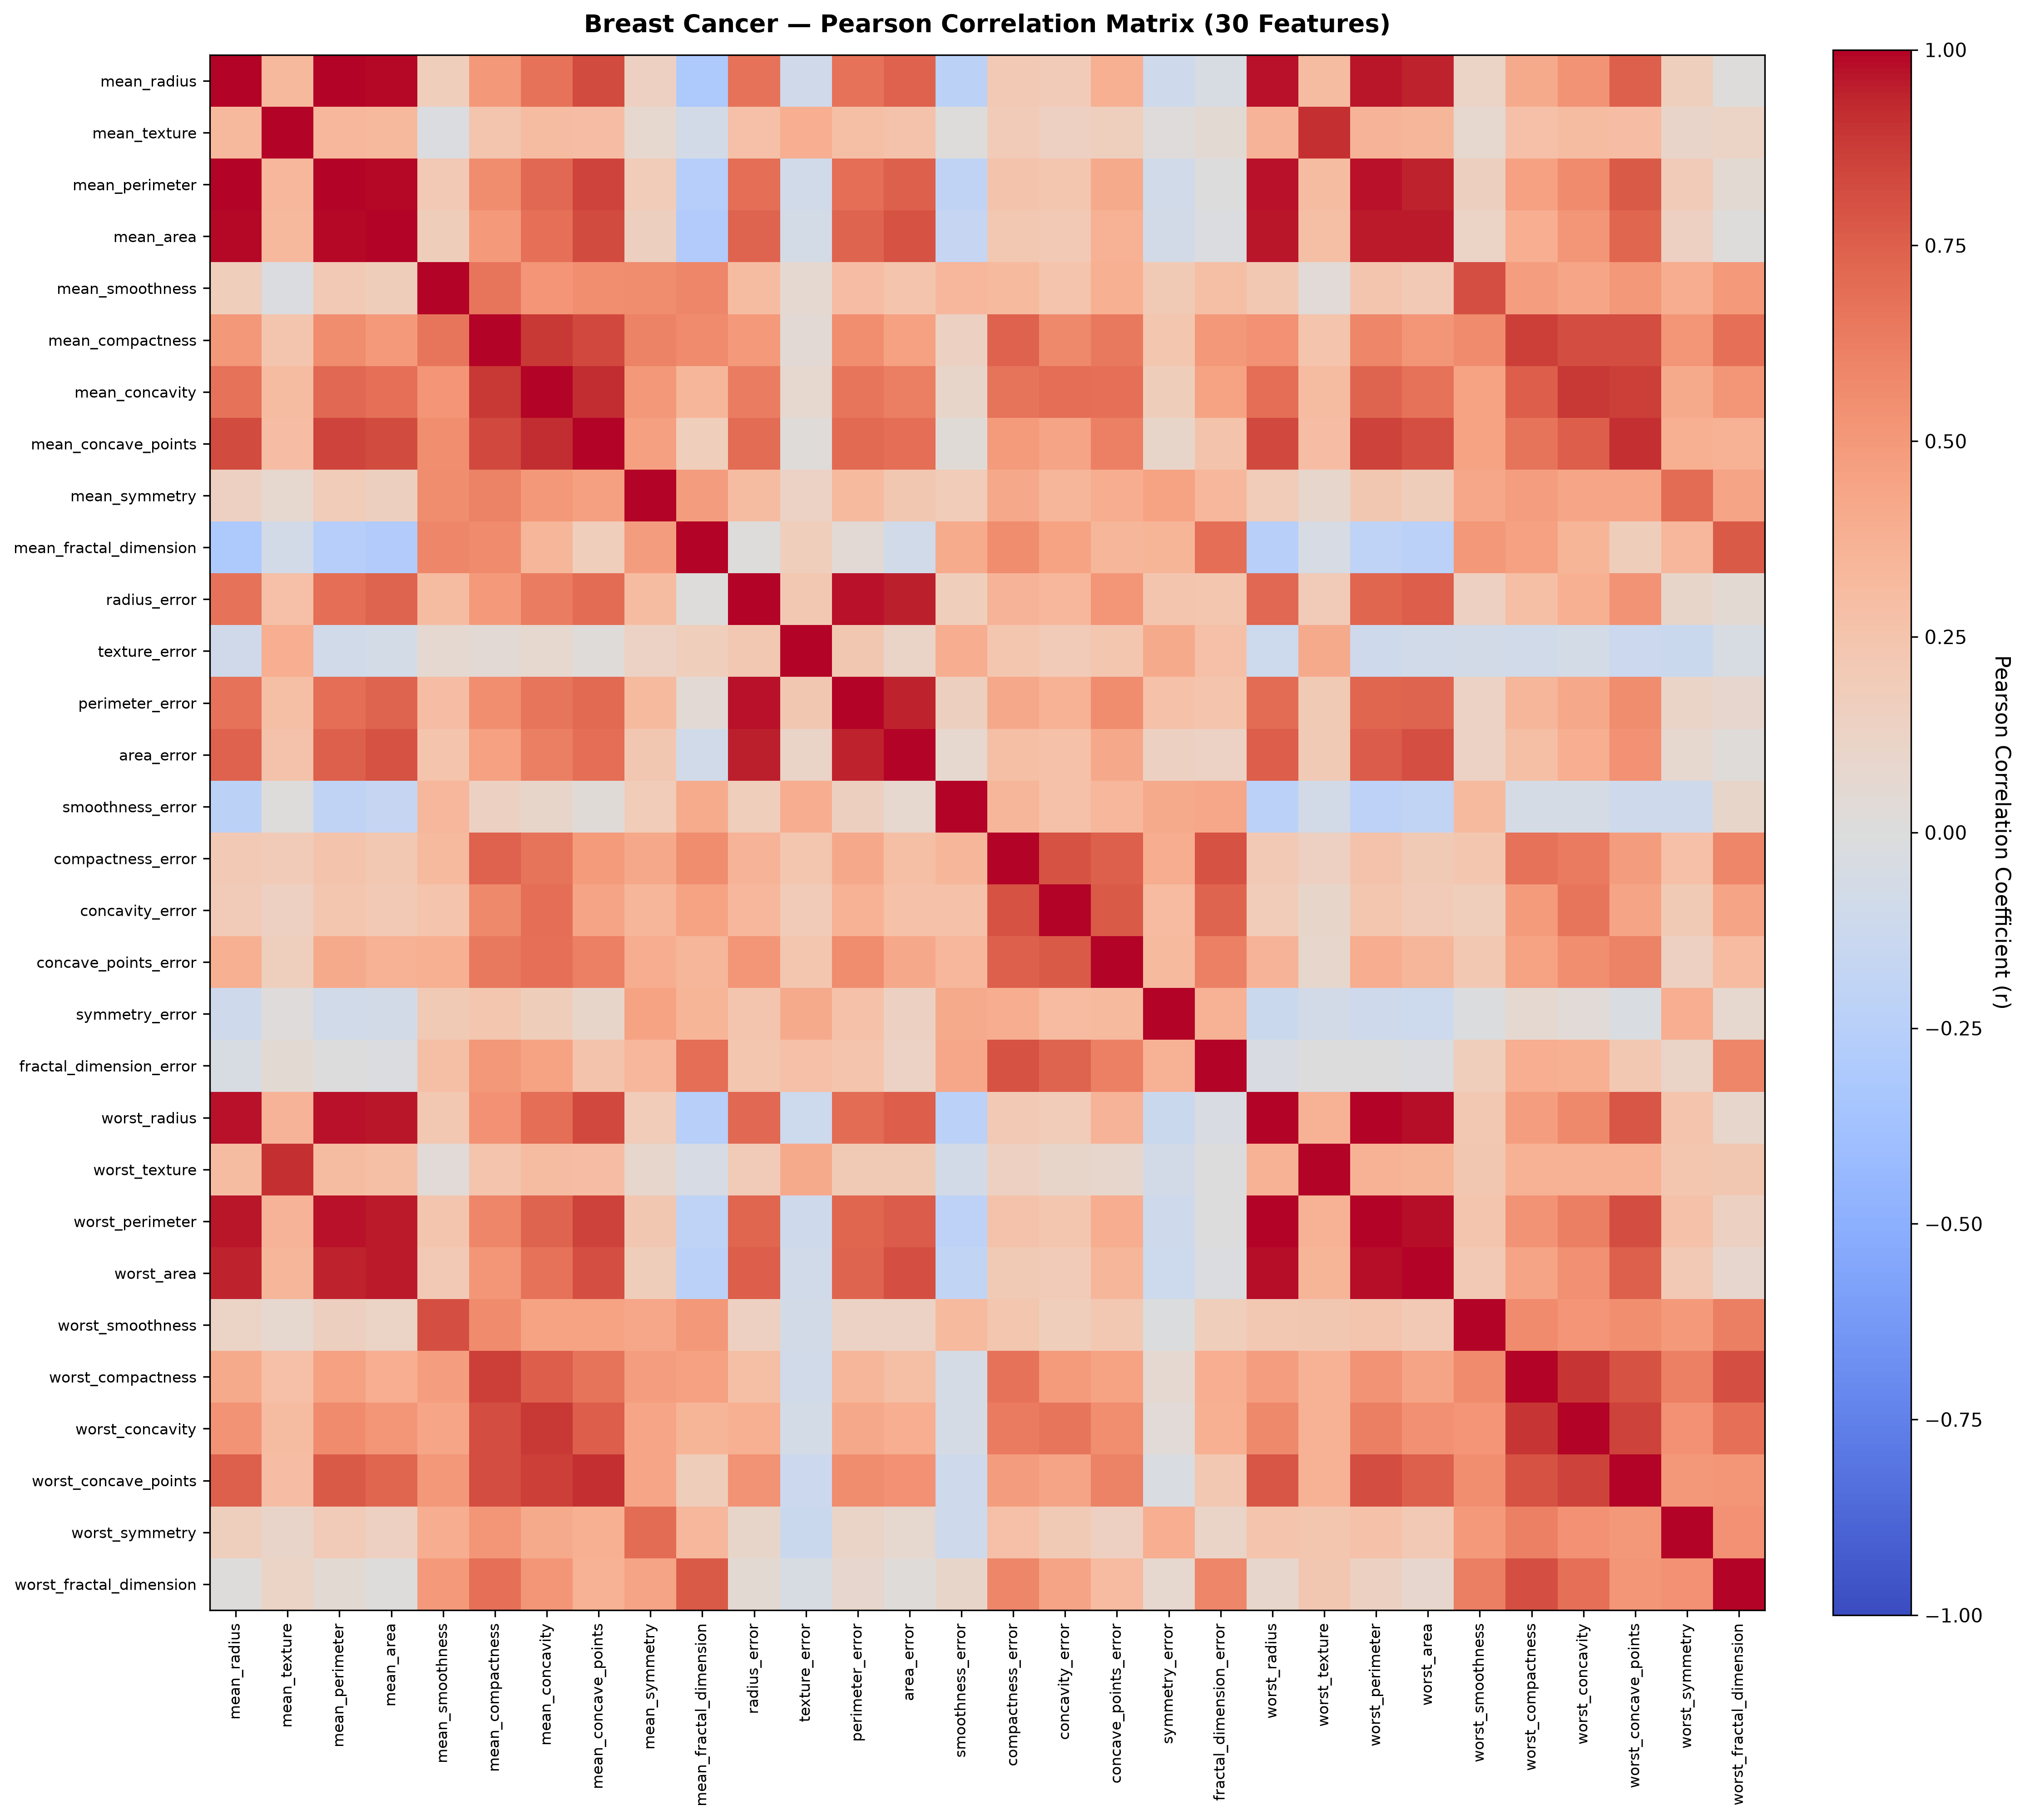 Breast Cancer — Pearson Correlation Matrix (30 Features)
mean_radius
mean_texture
mean_perimeter
mean_area
mean_smoothness
mean_compactness
mean_concavity
mean_concave_points
mean_symmetry
mean_fractal_dimension
radius_error
texture_error
perimeter_error
area_error
smoothness_error
compactness_error
concavity_error
concave_points_error
symmetry_error
fractal_dimension_error
worst_radius
worst_texture
worst_perimeter
worst_area
worst_smoothness
worst_compactness
worst_concavity
worst_concave_points
worst_symmetry
worst_fractal_dimension
mean_radius
mean_texture
mean_perimeter
mean_area
mean_smoothness
mean_compactness
mean_concavity
mean_concave_points
mean_symmetry
mean_fractal_dimension
radius_error
texture_error
perimeter_error
area_error
smoothness_error
compactness_error
concavity_error
concave_points_error
symmetry_error
fractal_dimension_error
worst_radius
worst_texture
worst_perimeter
worst_area
worst_smoothness
worst_compactness
worst_concavity
worst_concave_points
worst_symmetry
worst_fractal_dimension
1.00
0.75
0.50
0.25
0.00
−0.25
−0.50
−0.75
−1.00
Pearson Correlation Coefficient (r)